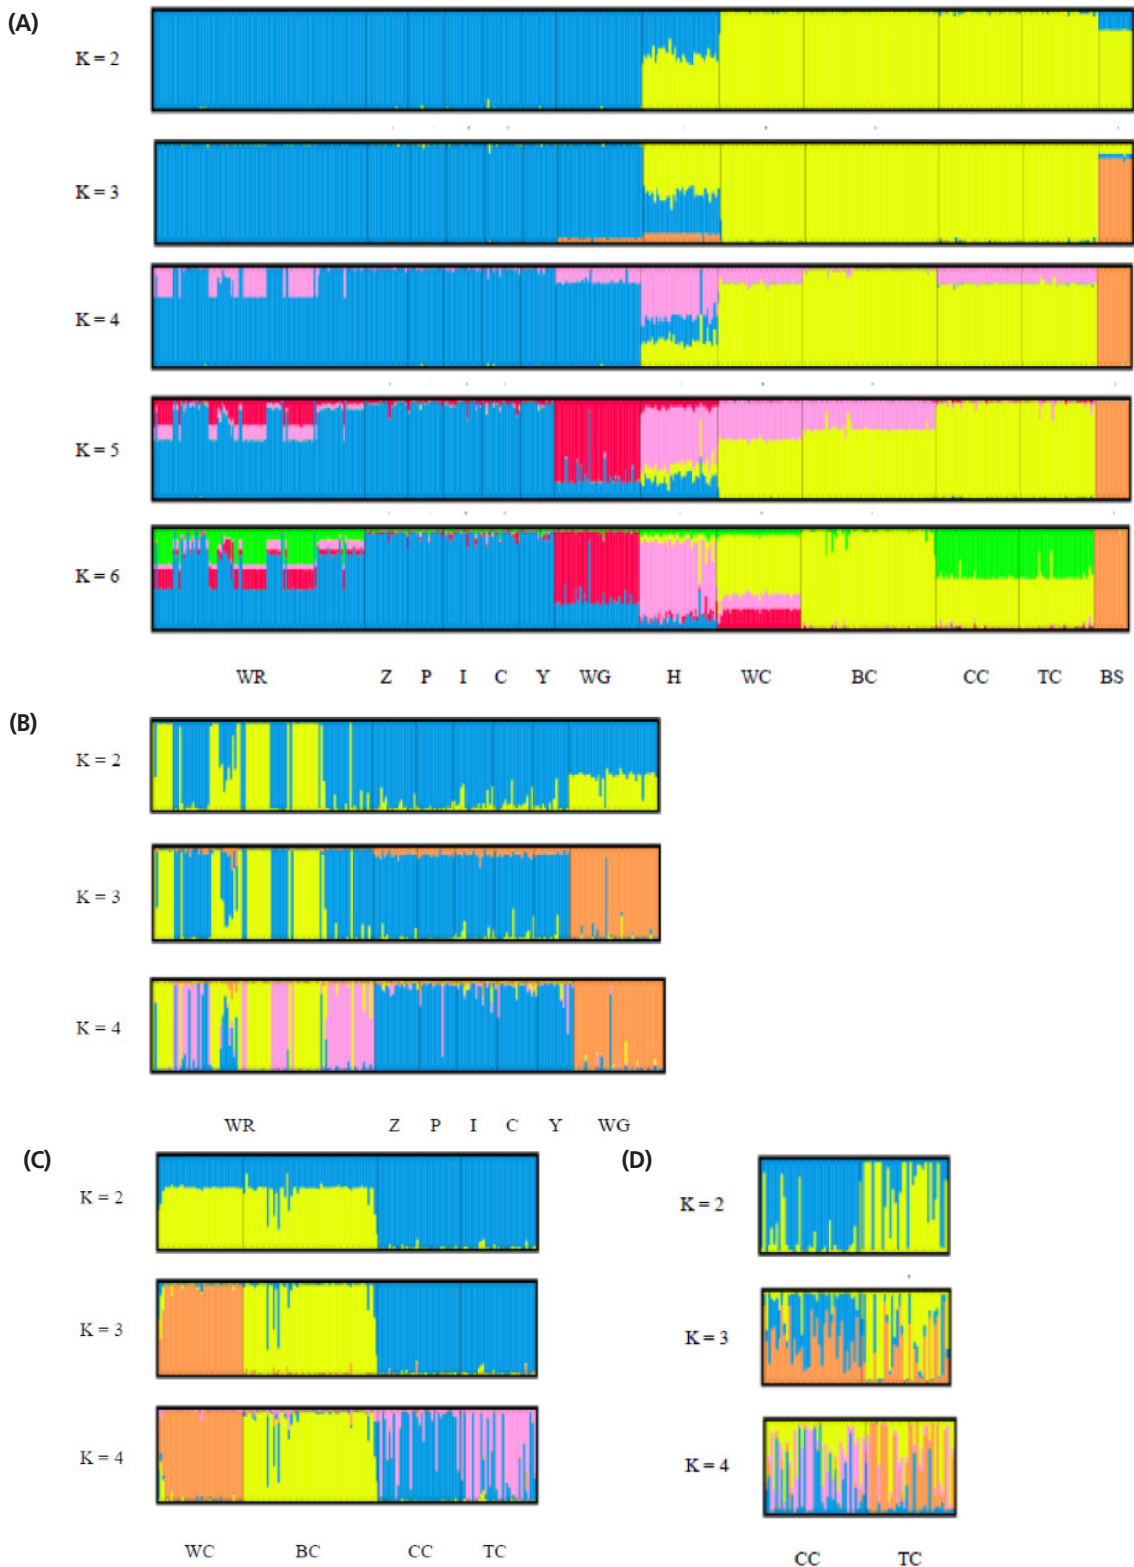 (A)
K = 2
K = 3
K = 4
K = 5
K = 6
WR Z P I C Y WG H WC BC CC TC BS
(B)
K = 2
K = 3
K = 4
WR Z P I C Y WG
(C)
K = 2
K = 3
K = 4
WC BC CC TC
(D)
K = 2
K = 3
K = 4
CC TC